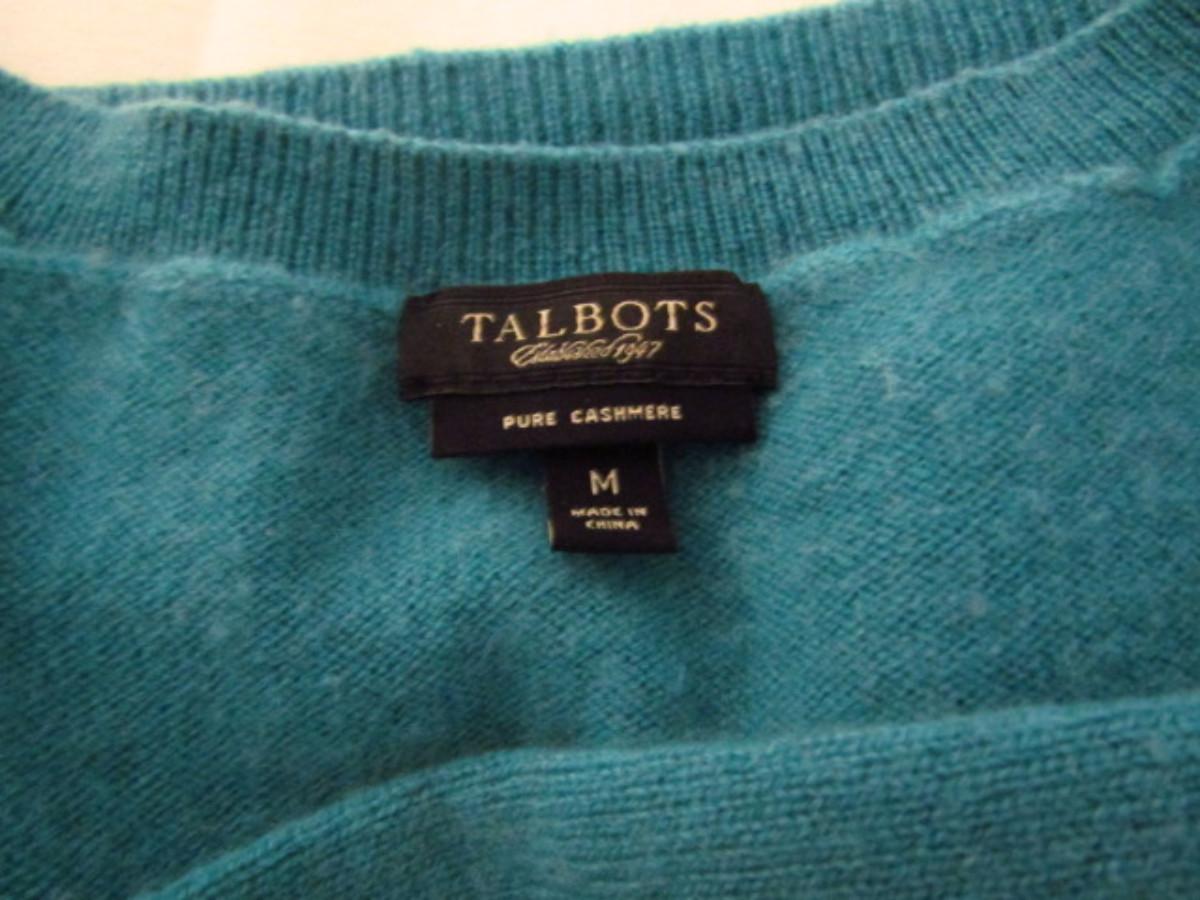 TALBOTS
Established 1947
PURE CASHMERE
M
MADE IN
CHINA